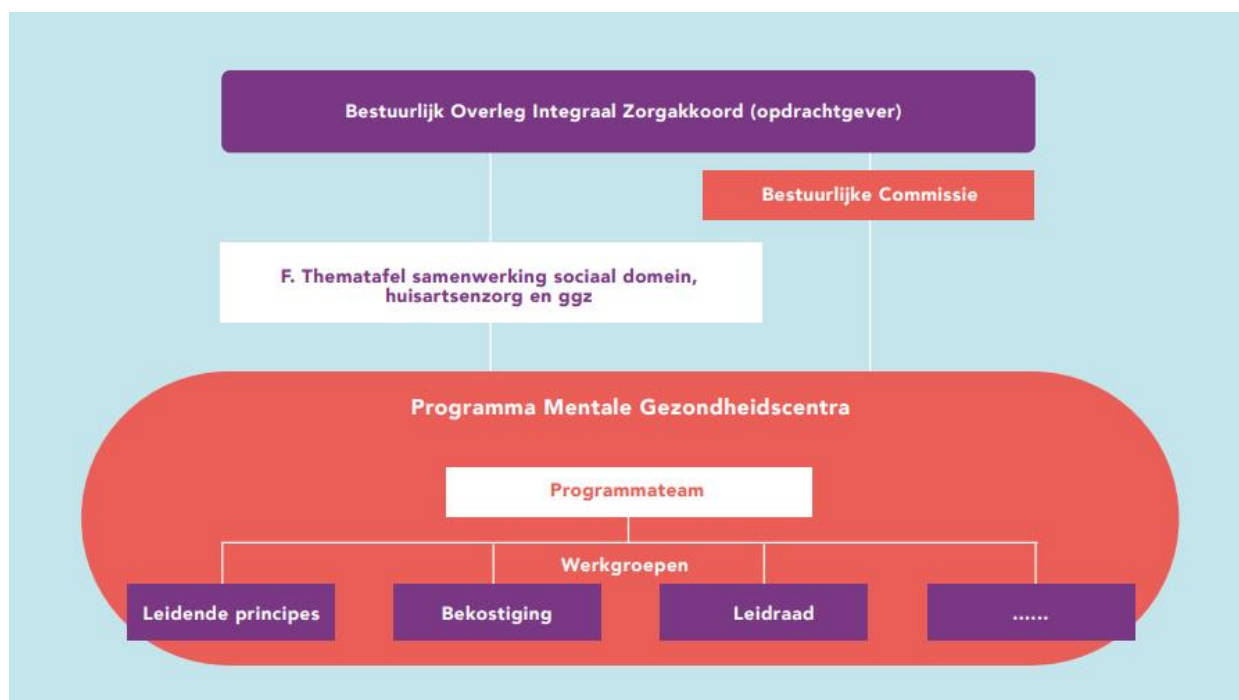 Bestuurlijk Overleg Integraal Zorgakkoord (opdrachtgever)
Bestuurlijke Commissie
F. Thematafel samenwerking sociaal domein,
huisartsenzorg en ggz
Programma Mentale Gezondheidscentra
Programmateam
Werkgroepen
Leidende principes
Bekostiging
Leidraad
......